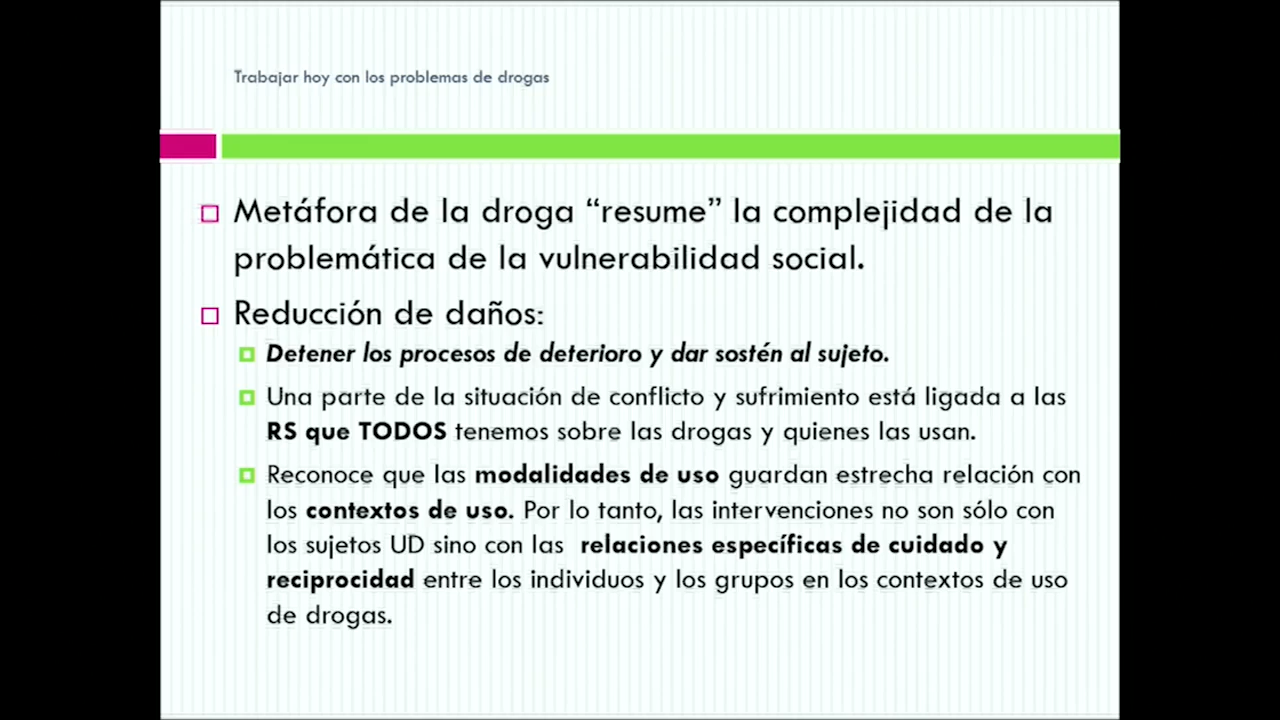 Trabajar hoy con los problemas de drogas
Metáfora de la droga “resume” la complejidad de la
problemática de la vulnerabilidad social.
Reducción de daños:
Detener los procesos de deterioro y dar sostén al sujeto.
Una parte de la situación de conflicto y sufrimiento está ligada a las
RS que TODOS tenemos sobre las drogas y quienes las usan.
Reconoce que las modalidades de uso guardan estrecha relación con
los contextos de uso. Por lo tanto, las intervenciones no son sólo con
los sujetos UD sino con las relaciones específicas de cuidado y
reciprocidad entre los individuos y los grupos en los contextos de uso
de drogas.